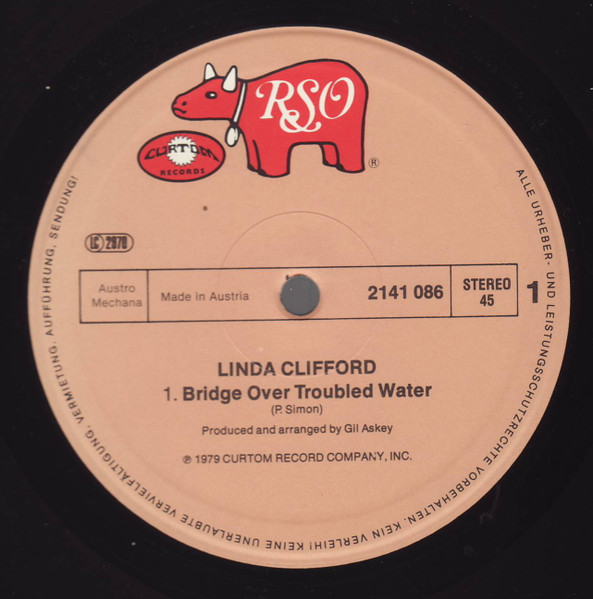 RSO
®
CURTOM
RECORDS
LC 2970
Austro
Mechana
Made in Austria
2141 086
STEREO
45
1
LINDA CLIFFORD
1. Bridge Over Troubled Water
(P. Simon)
Produced and arranged by Gil Askey
℗ 1979 CURTOM RECORD COMPANY, INC.
ALLE URHEBER- UND LEISTUNGSSCHUTZRECHTE VORBEHALTEN. KEIN VERLEIH! KEINE UNERLAUBTE VERVIELFÄLTIGUNG, VERMIETUNG, AUFFÜHRUNG, SENDUNG!